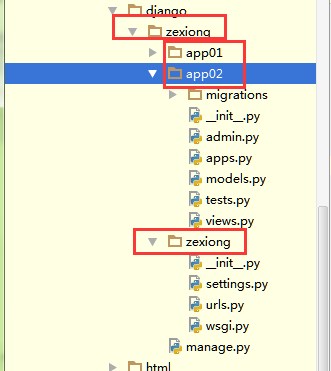 django
zexiong
app01
app02
migrations
__init__.py
admin.py
apps.py
models.py
tests.py
views.py
zexiong
__init__.py
settings.py
urls.py
wsgi.py
manage.py
html